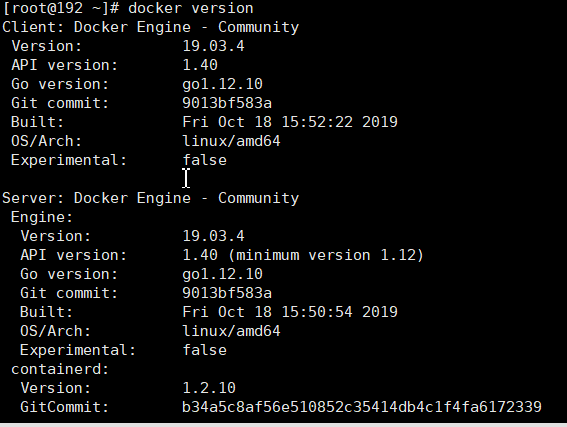 [root@192 ~]# docker version
Client: Docker Engine - Community
 Version:           19.03.4
 API version:       1.40
 Go version:        go1.12.10
 Git commit:        9013bf583a
 Built:             Fri Oct 18 15:52:22 2019
 OS/Arch:           linux/amd64
 Experimental:      false

Server: Docker Engine - Community
 Engine:
  Version:          19.03.4
  API version:      1.40 (minimum version 1.12)
  Go version:       go1.12.10
  Git commit:       9013bf583a
  Built:            Fri Oct 18 15:50:54 2019
  OS/Arch:          linux/amd64
  Experimental:     false
 containerd:
  Version:          1.2.10
  GitCommit:        b34a5c8af56e510852c35414db4c1f4fa6172339